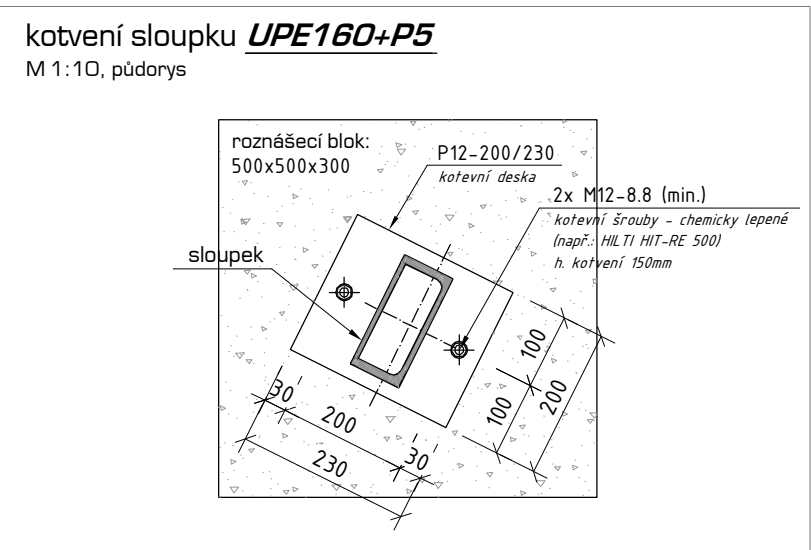 kotvení sloupku UPE160+P5
M 1:10, půdorys
roznášecí blok:
500x500x300
P12-200/230
kotevní deska
2x M12-8.8 (min.)
kotevní šrouby - chemicky lepené
(např.: HILTI HIT-RE 500)
h. kotvení 150mm
sloupek
100
100
200
30
200
30
230